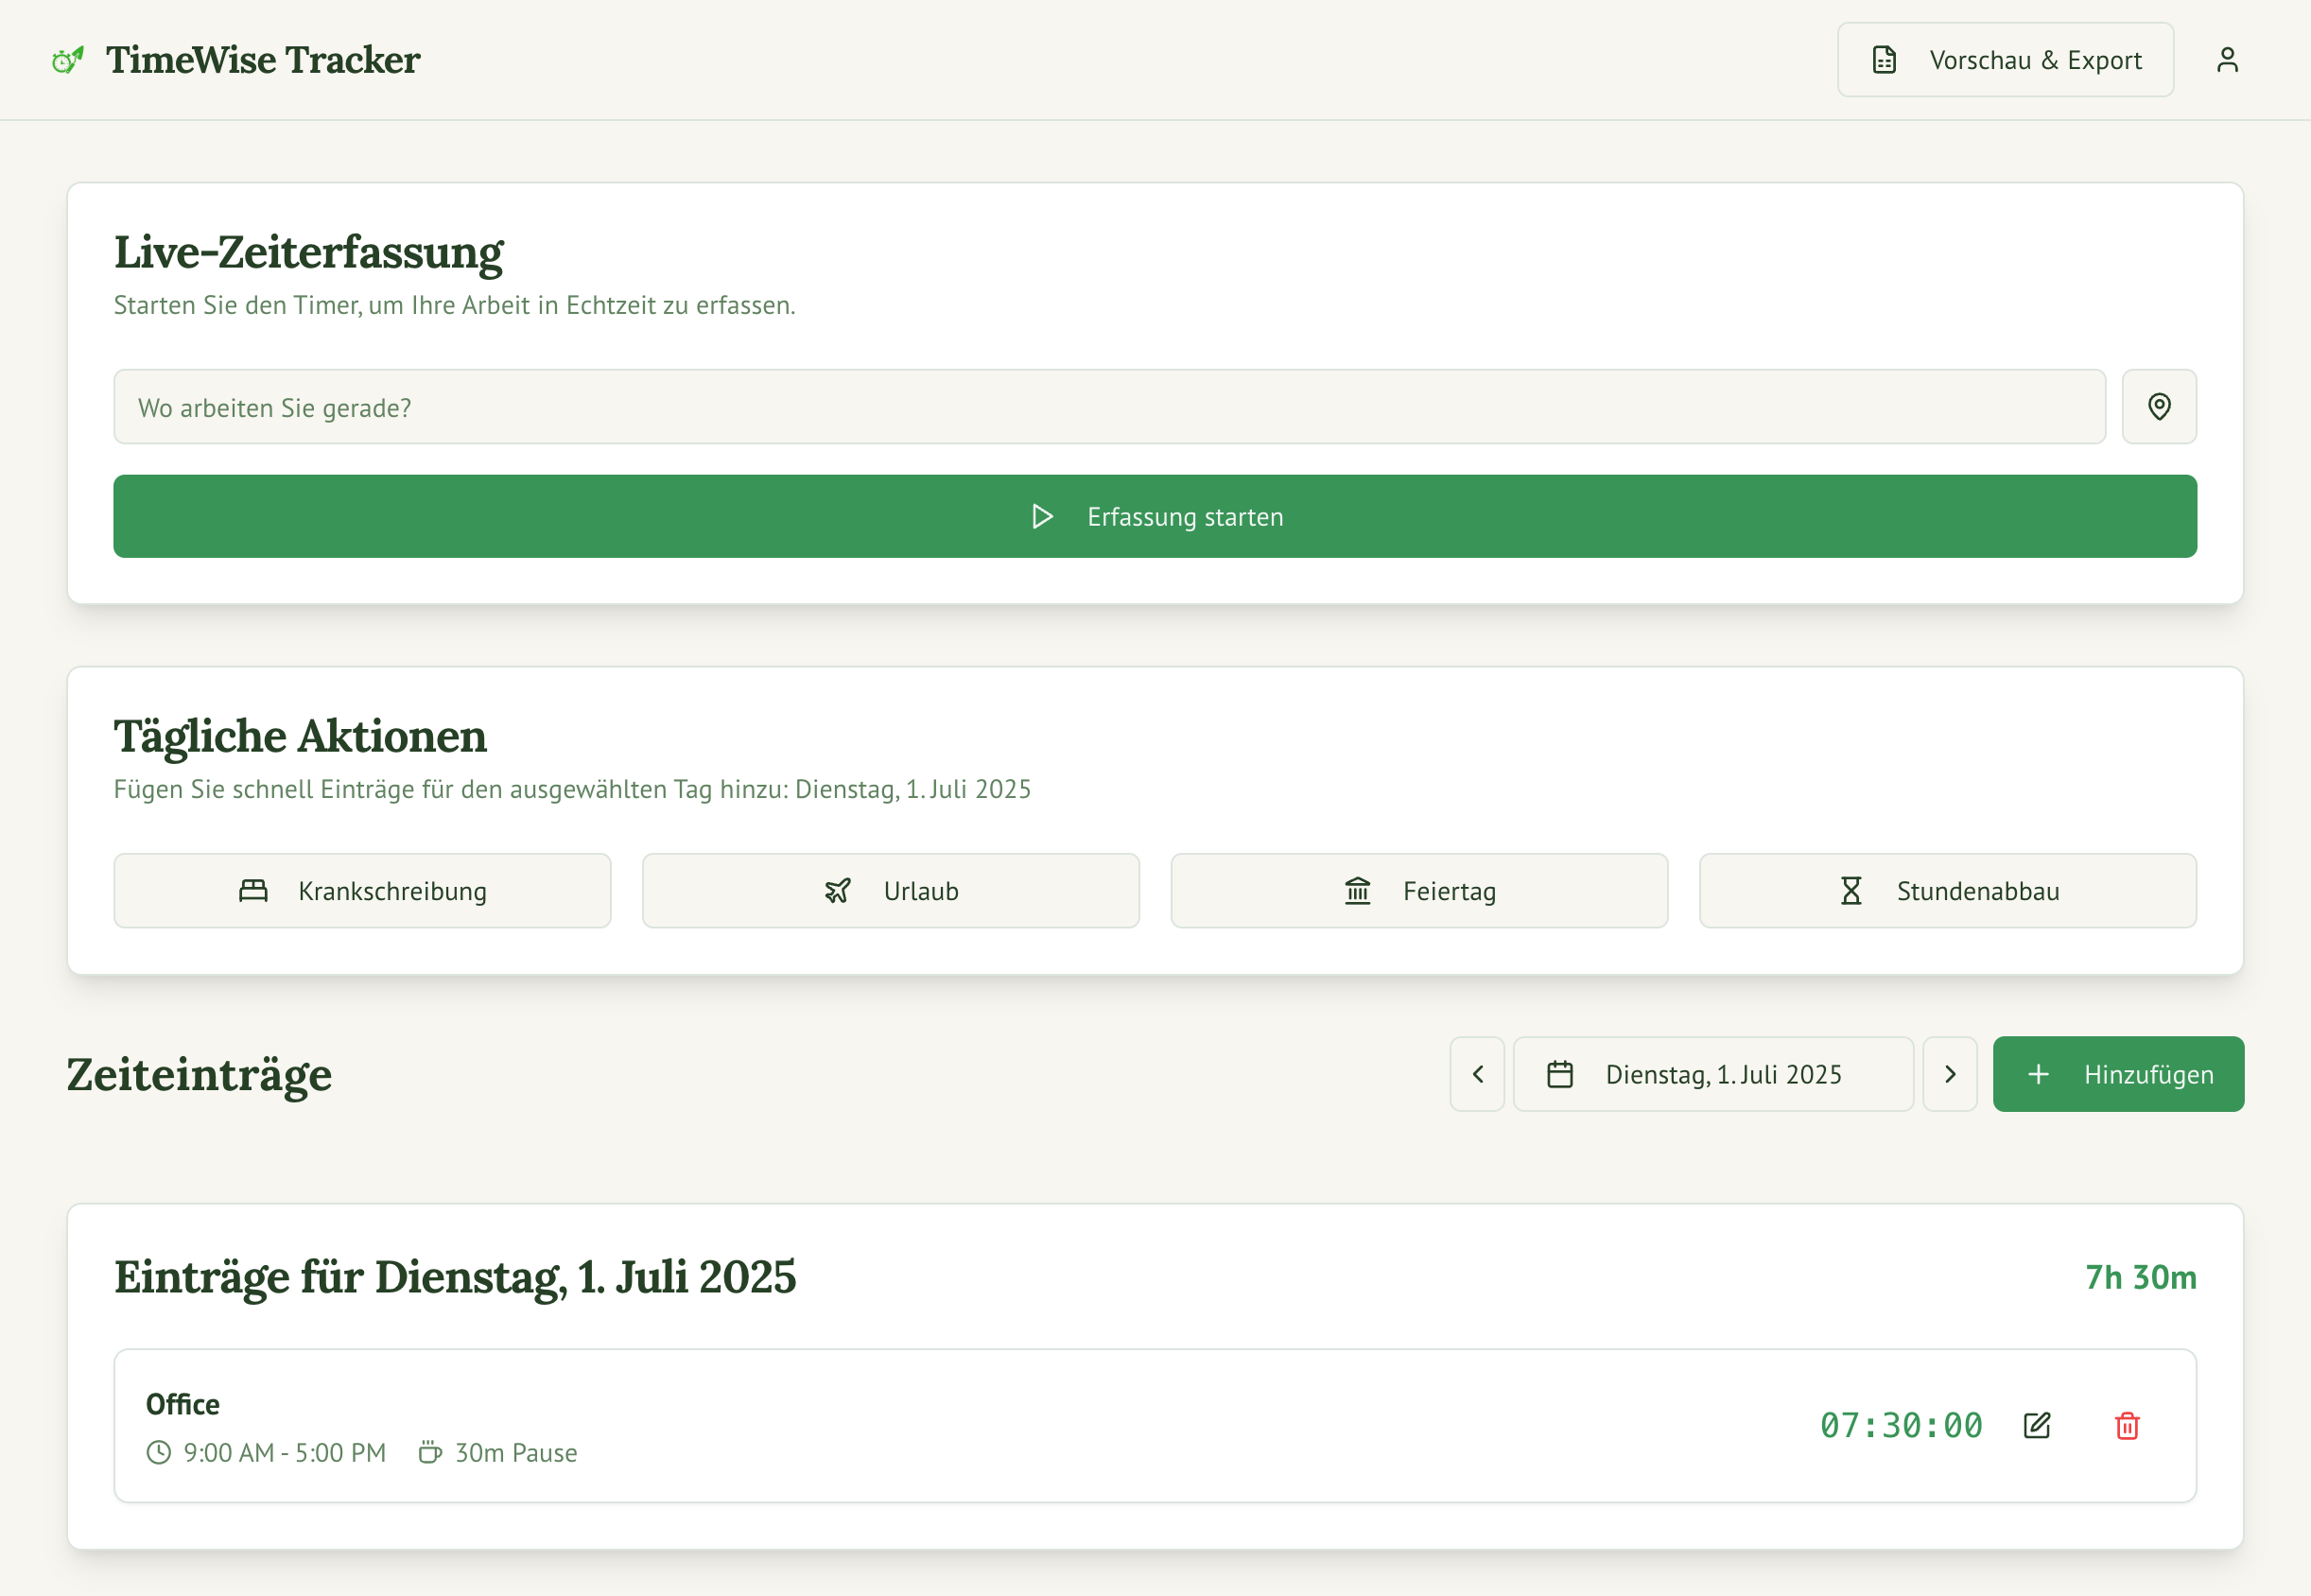 TimeWise Tracker
Vorschau & Export
Live-Zeiterfassung
Starten Sie den Timer, um Ihre Arbeit in Echtzeit zu erfassen.
Wo arbeiten Sie gerade?
Erfassung starten
Tägliche Aktionen
Fügen Sie schnell Einträge für den ausgewählten Tag hinzu: Dienstag, 1. Juli 2025
Krankschreibung
Urlaub
Feiertag
Stundenabbau
Zeiteinträge
Dienstag, 1. Juli 2025
Hinzufügen
Einträge für Dienstag, 1. Juli 2025
7h 30m
Office
9:00 AM - 5:00 PM
30m Pause
07:30:00